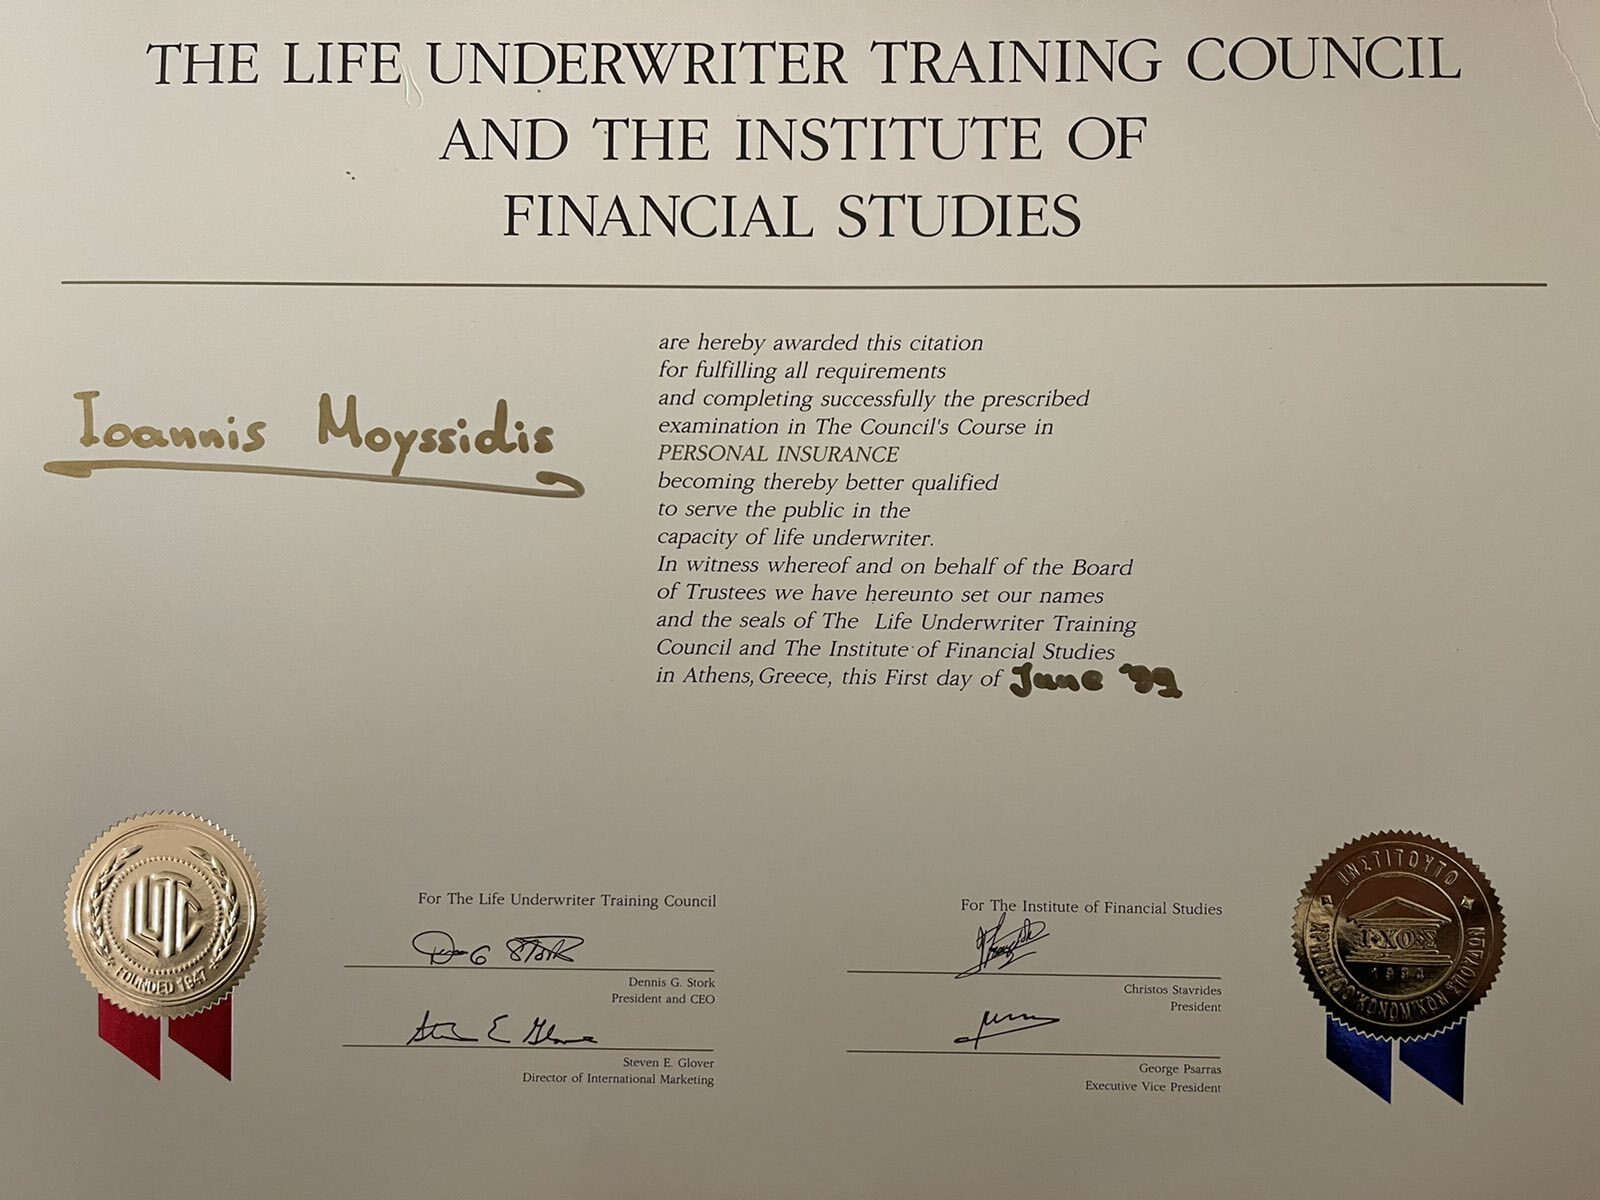 THE LIFE UNDERWRITER TRAINING COUNCIL
AND THE INSTITUTE OF
FINANCIAL STUDIES
Ioannis Moyssidis
are hereby awarded this citation
for fulfilling all requirements
and completing successfully the prescribed
examination in The Council's Course in
PERSONAL INSURANCE
becoming thereby better qualified
to serve the public in the
capacity of life underwriter.
In witness whereof and on behalf of the Board
of Trustees we have hereunto set our names
and the seals of The Life Underwriter Training
Council and The Institute of Financial Studies
in Athens, Greece, this First day of June '99
LUTC
FOUNDED 1947
For The Life Underwriter Training Council
Dennis G. Stork
President and CEO
Steven E. Glover
Director of International Marketing
For The Institute of Financial Studies
Christos Stavrides
President
George Psarras
Executive Vice President
ΙΝΣΤΙΤΟΥΤΟ
Ι·ΧΟ·Σ
1994